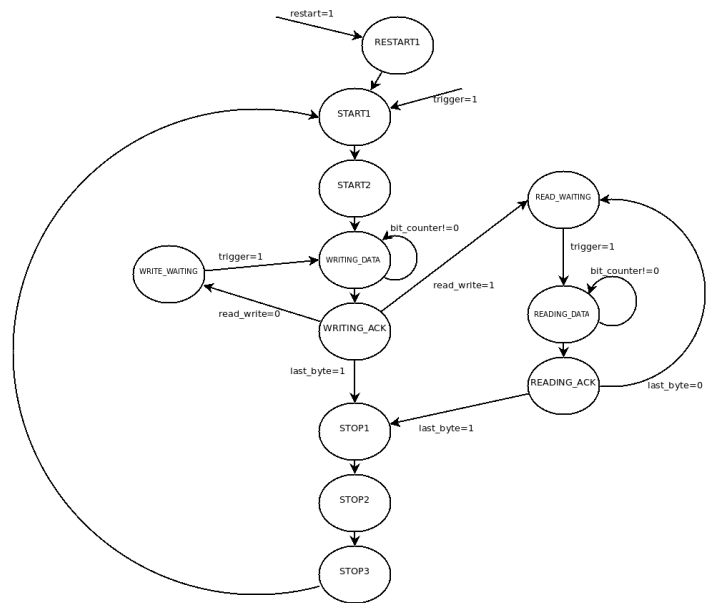 restart=1
RESTART1
trigger=1
START1
START2
READ_WAITING
bit_counter!=0
trigger=1
trigger=1
WRITING_DATA
WRITE_WAITING
bit_counter!=0
read_write=1
read_write=0
READING_DATA
WRITING_ACK
last_byte=1
READING_ACK
last_byte=0
STOP1
last_byte=1
STOP2
STOP3